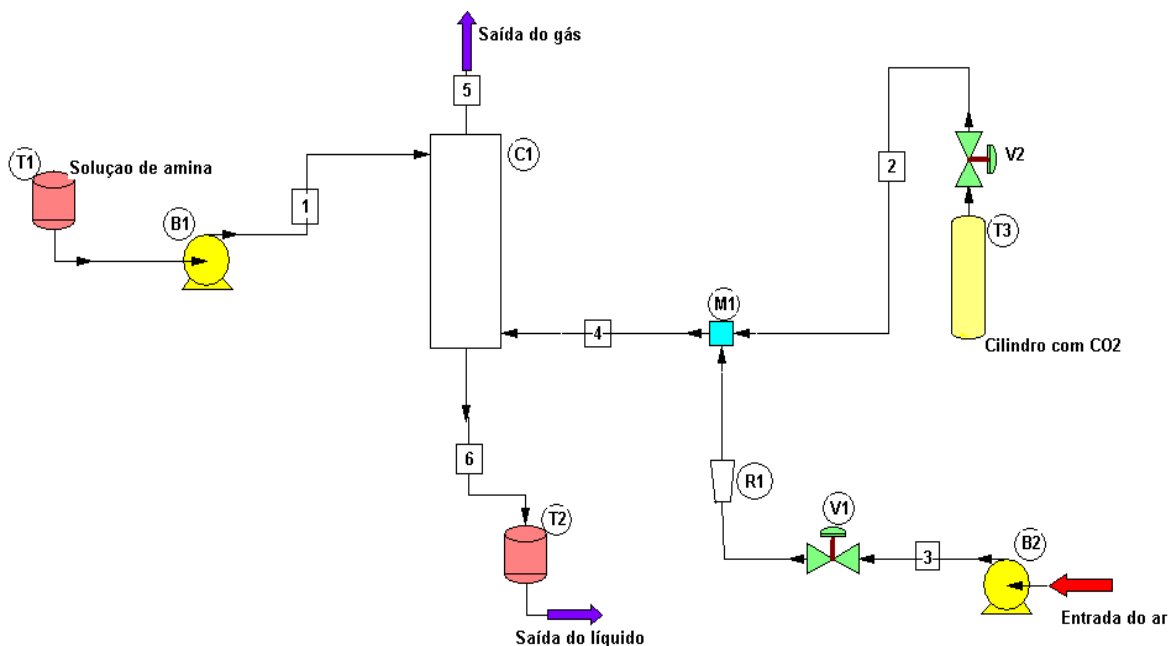 Saída do gás
5
T1
Soluçao de amina
C1
2
V2
B1
1
T3
M1
4
Cilindro com CO2
6
R1
T2
V1
3
B2
Entrada do ar
Saída do líquido